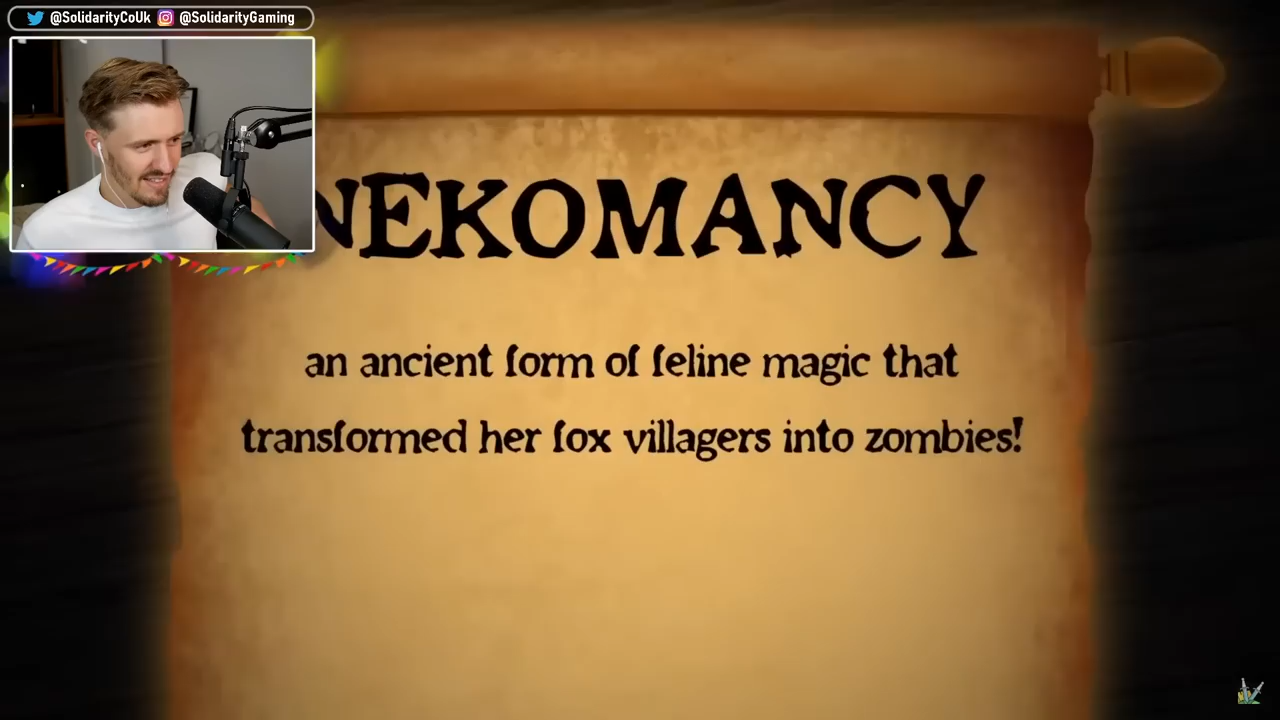 @SolidarityCoUk @SolidarityGaming
NEKOMANCY
an ancient form of feline magic that
transformed her fox villagers into zombies!